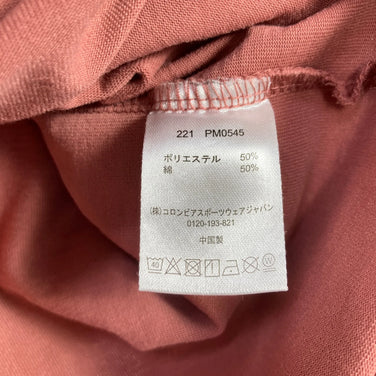 221 PM0545
ポリエステル 50%
綿 50%
(株)コロンビアスポーツウェアジャパン
0120-193-821
中国製
40 W